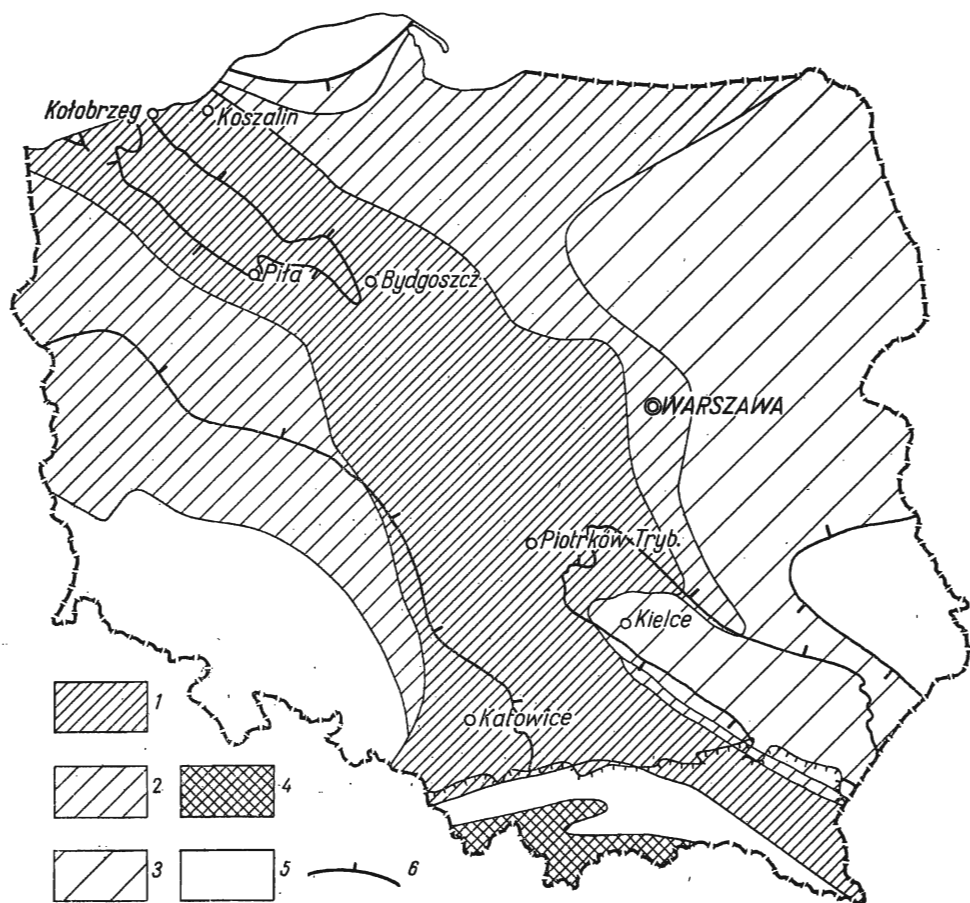 Kołobrzeg
Koszalin
Piła
Bydgoszcz
WARSZAWA
Piotrków Tryb.
Kielce
Katowice
1
2
4
3
5
6